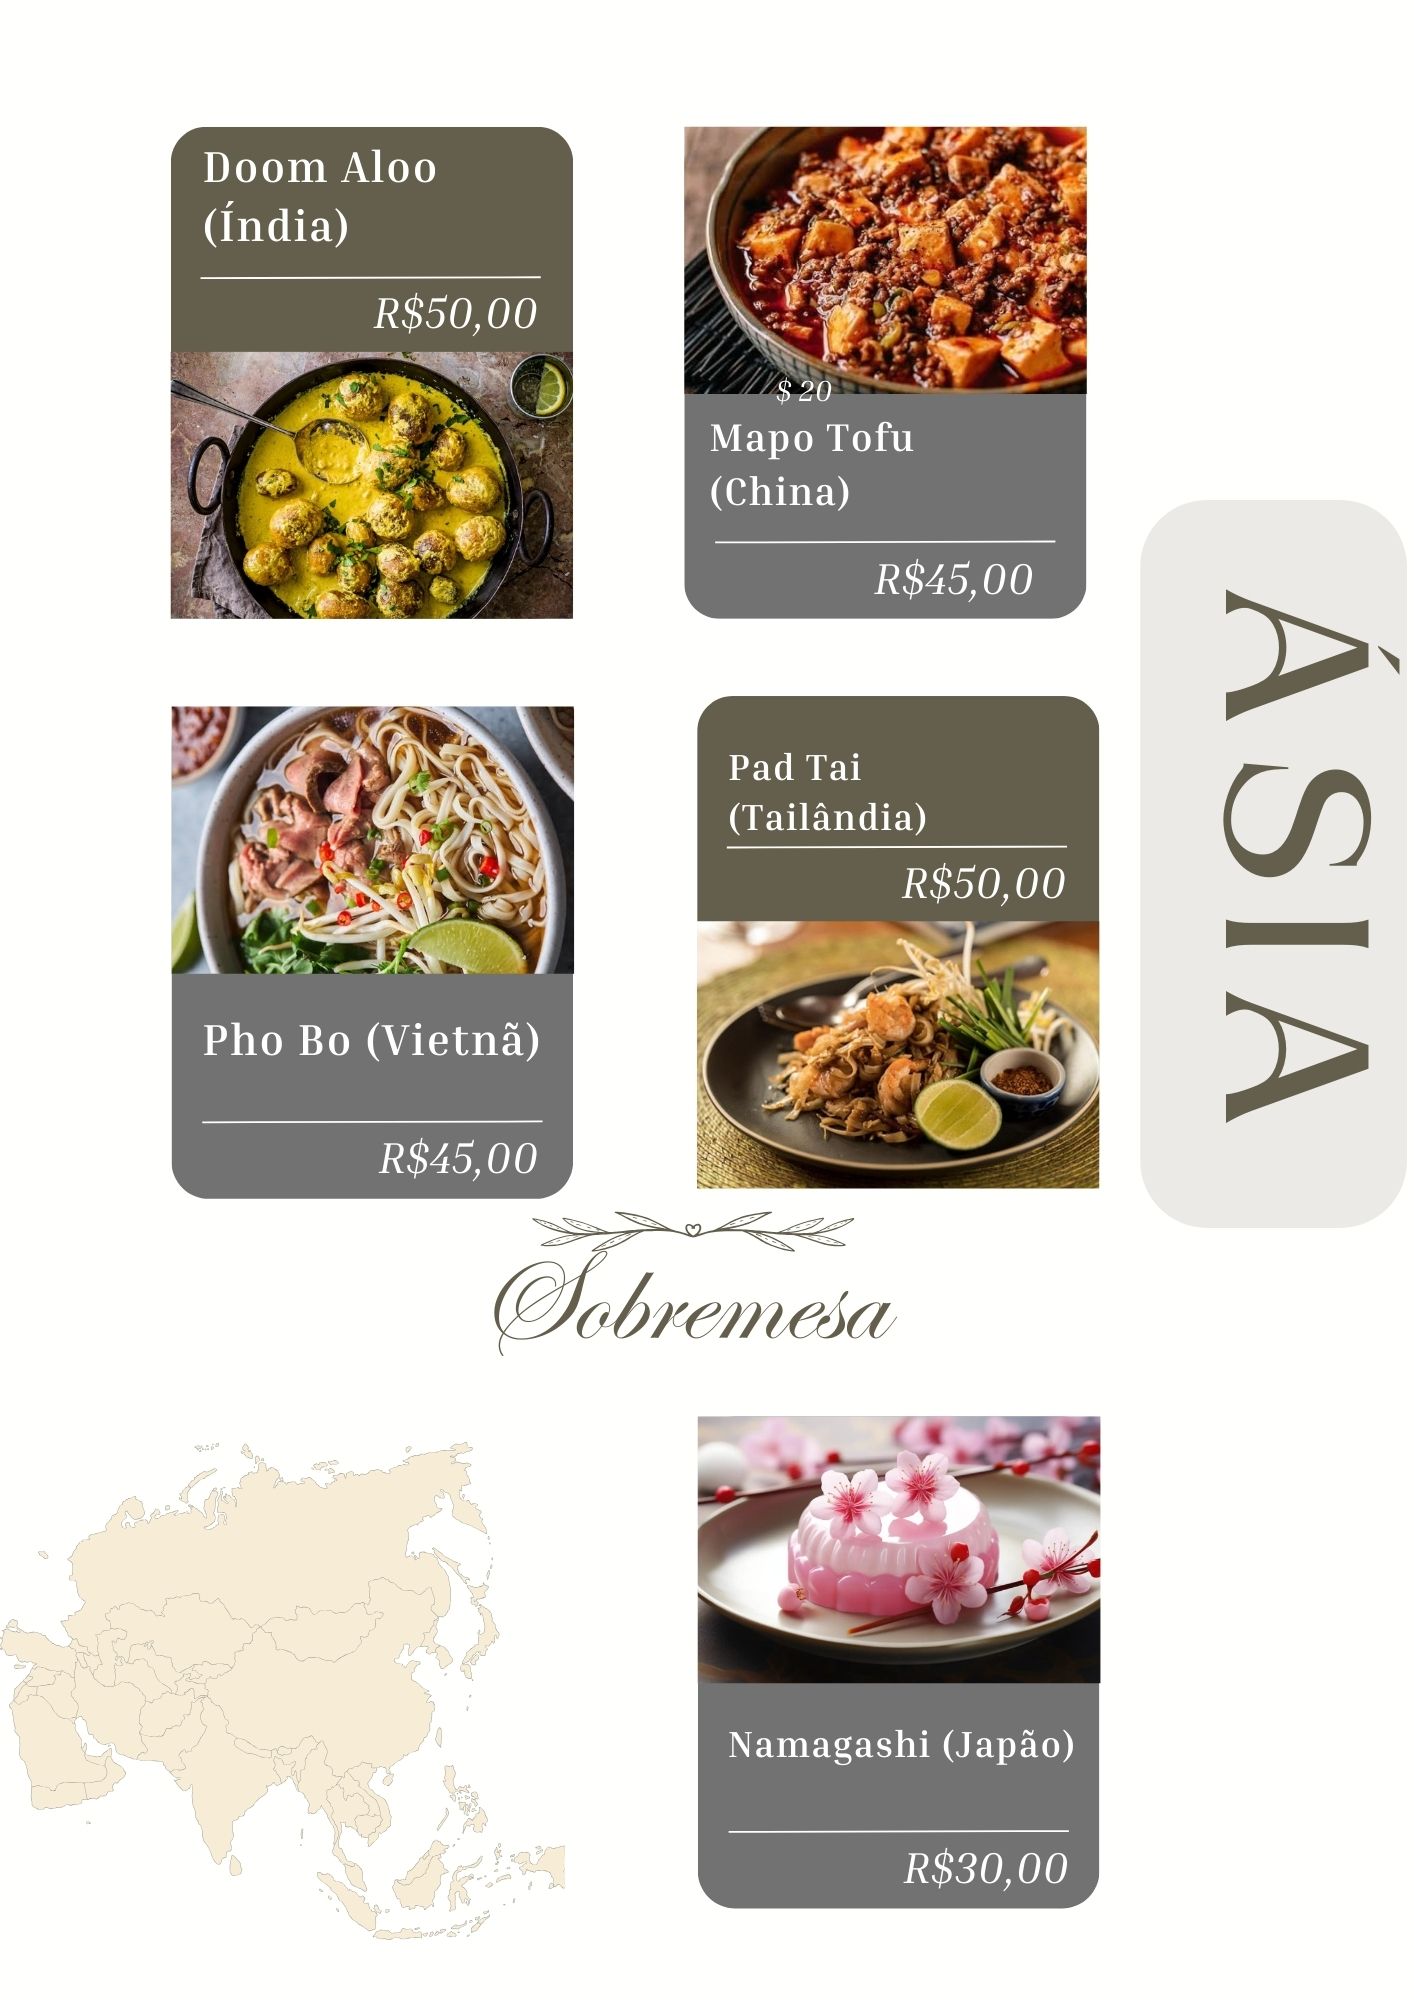 Doom Aloo
(Índia)
R$50,00
$ 20
Mapo Tofu
(China)
R$45,00
Pho Bo (Vietnã)
R$45,00
Pad Tai
(Tailândia)
R$50,00
ÁSIA
Sobremesa
Namagashi (Japão)
R$30,00